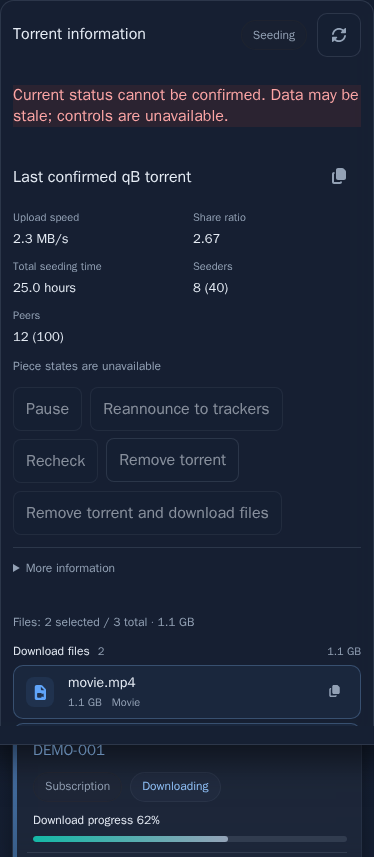 Torrent information
Seeding
Current status cannot be confirmed. Data may be
stale; controls are unavailable.
Last confirmed qB torrent
Upload speed
Share ratio
2.3 MB/s
2.67
Total seeding time
Seeders
25.0 hours
8 (40)
Peers
12 (100)
Piece states are unavailable
Pause
Reannounce to trackers
Recheck
Remove torrent
Remove torrent and download files
More information
Files: 2 selected / 3 total · 1.1 GB
Download files 2
1.1 GB
movie.mp4
1.1 GB Movie
DEMO-001
Subscription
Downloading
Download progress 62%